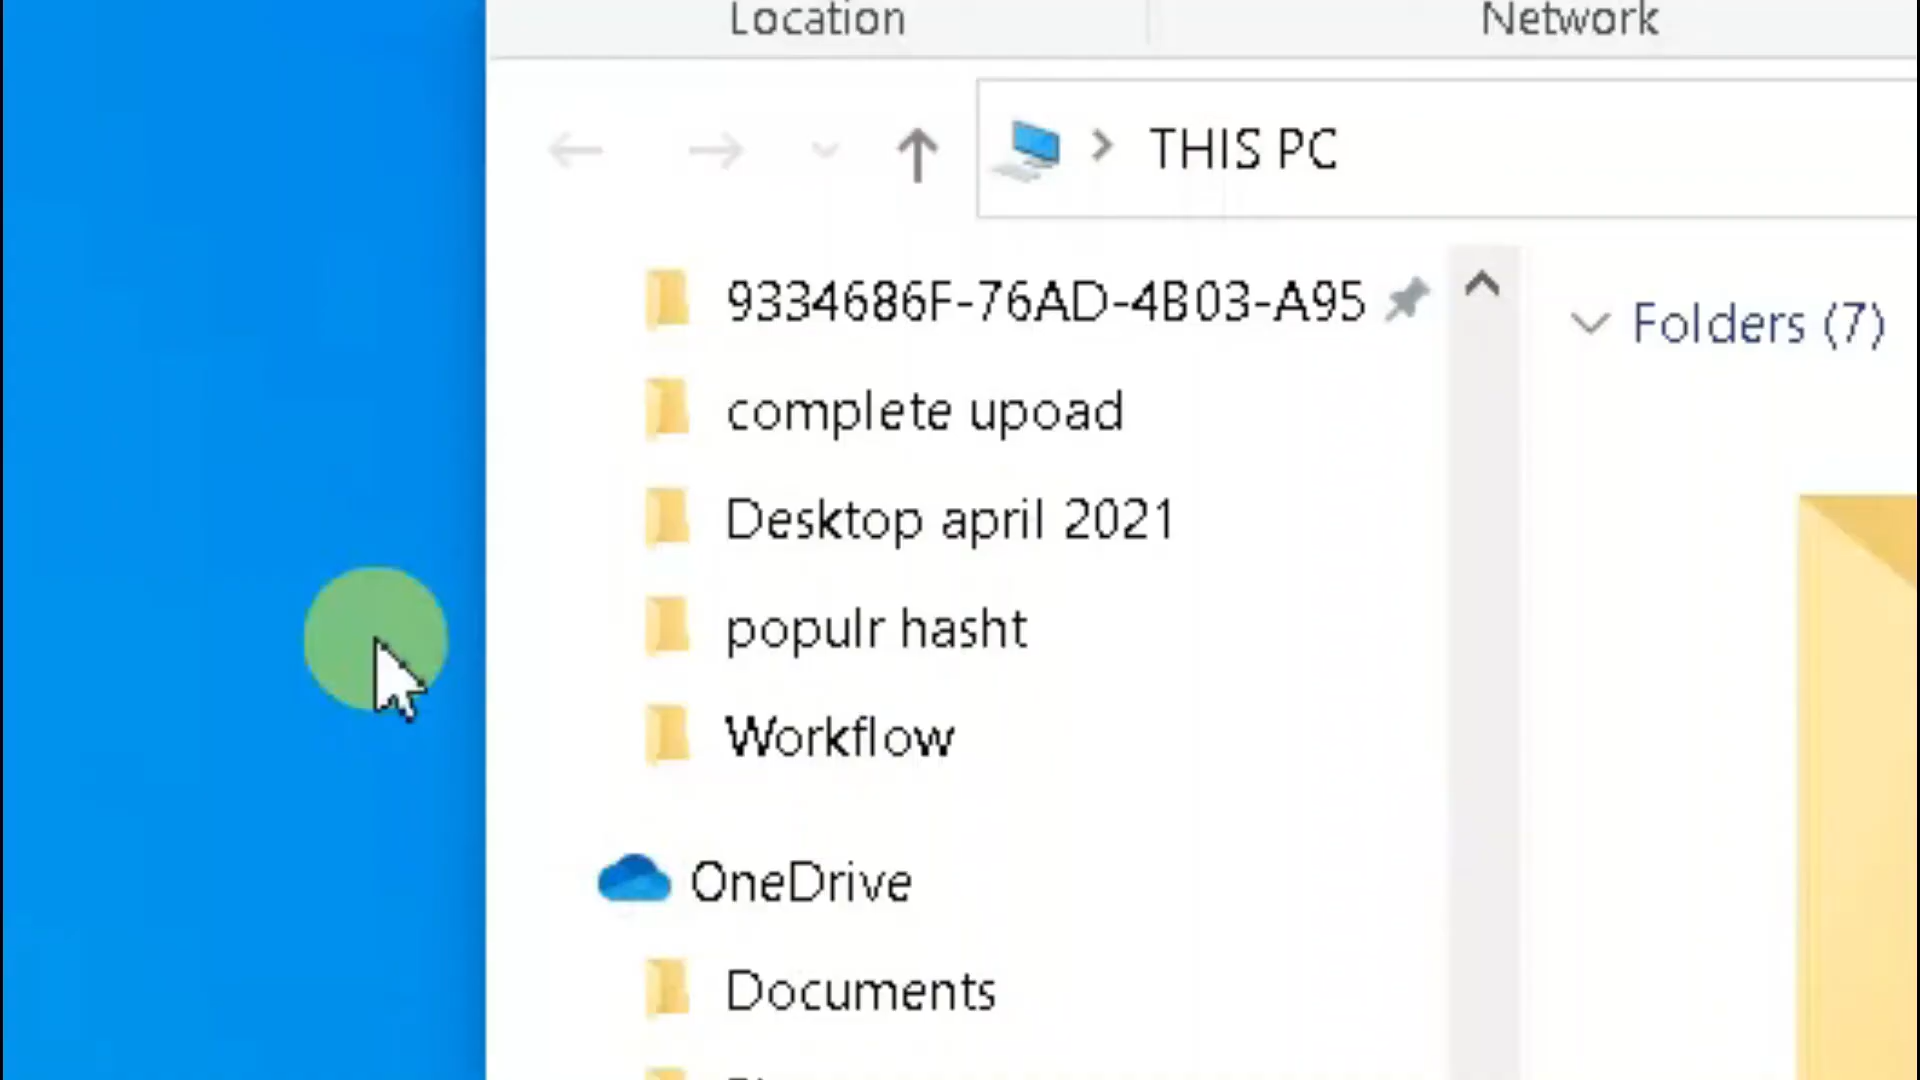 Location
Network
THIS PC
9334686F-76AD-4B03-A95
Folders (7)
complete upoad
Desktop april 2021
populr hasht
Workflow
OneDrive
Documents